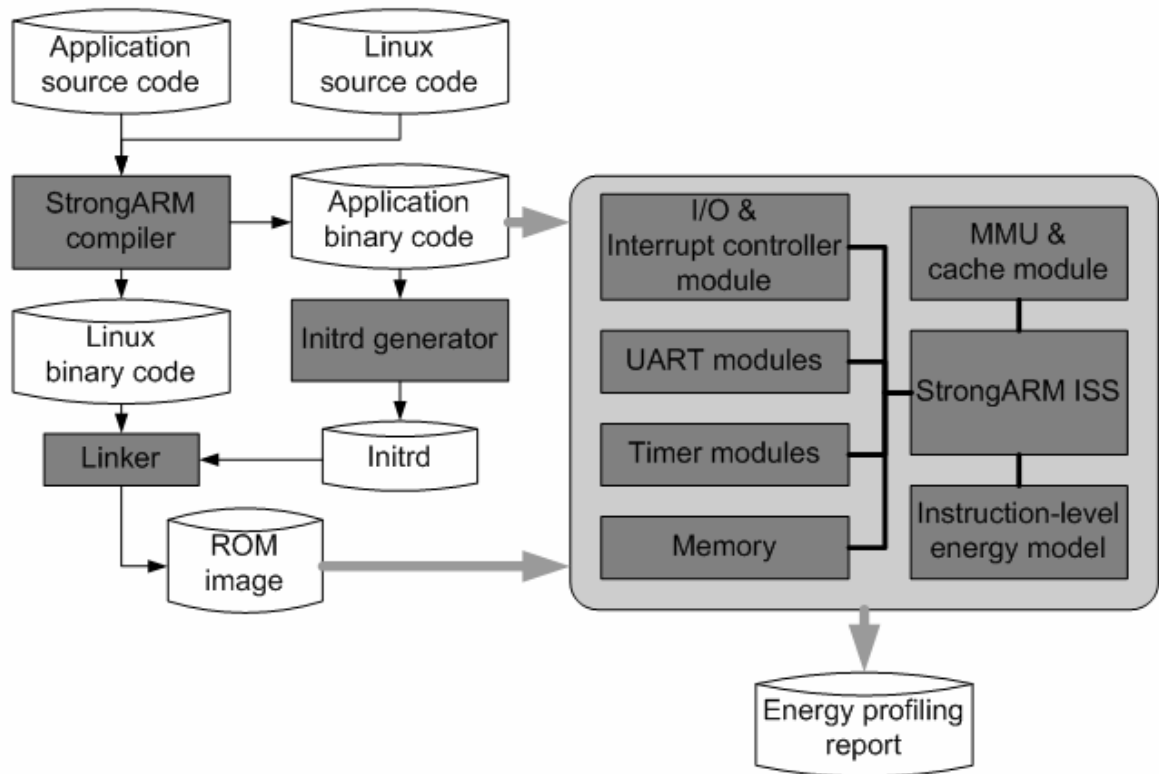 Application
source code
Linux
source code
StrongARM
compiler
Application
binary code
Linux
binary code
Initrd generator
Linker
Initrd
ROM
image
I/O &
Interrupt controller
module
MMU &
cache module
UART modules
StrongARM ISS
Timer modules
Memory
Instruction-level
energy model
Energy profiling
report